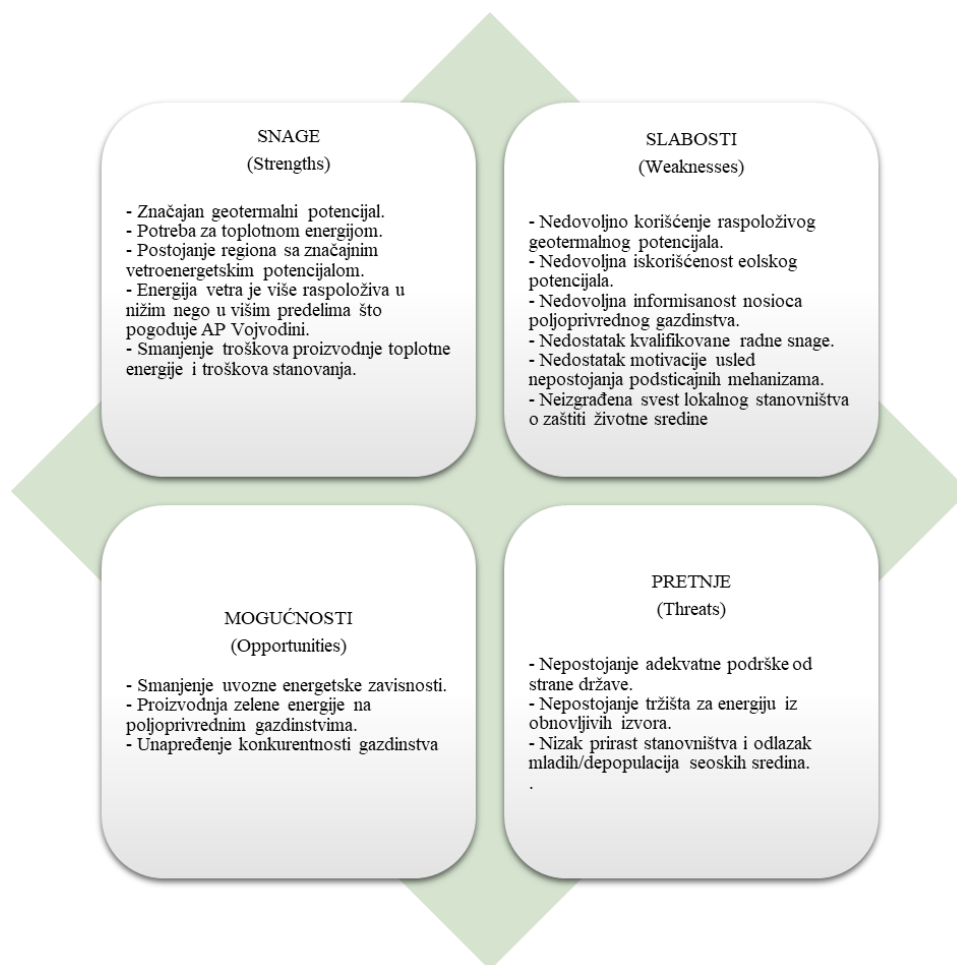 SNAGE
(Strengths)
- Značajan geotermalni potencijal.
- Potreba za toplotnom energijom.
- Postojanje regiona sa značajnim
vetroenergetskim potencijalom.
- Energija vetra je više raspoloživa u
nižim nego u višim predelima što
pogoduje AP Vojvodini.
- Smanjenje troškova proizvodnje toplotne
energije i troškova stanovanja.
SLABOSTI
(Weaknesses)
- Nedovoljno korišćenje raspoloživog
geotermalnog potencijala.
- Nedovoljna iskorišćenost eolskog
potencijala.
- Nedovoljna informisanost nosioca
poljoprivrednog gazdinstva.
- Nedostatak kvalifikovane radne snage.
- Nedostatak motivacije usled
nepostojanja podsticajnih mehanizama.
- Neizgrađena svest lokalnog stanovništva
o zaštiti životne sredine
MOGUĆNOSTI
(Opportunities)
- Smanjenje uvozne energetske zavisnosti.
- Proizvodnja zelene energije na
poljoprivrednim gazdinstvima.
- Unapređenje konkurentnosti gazdinstva
PRETNJE
(Threats)
- Nepostojanje adekvatne podrške od
strane države.
- Nepostojanje tržišta za energiju iz
obnovljivih izvora.
- Nizak prirast stanovništva i odlazak
mladih/depopulacija seoskih sredina.
.